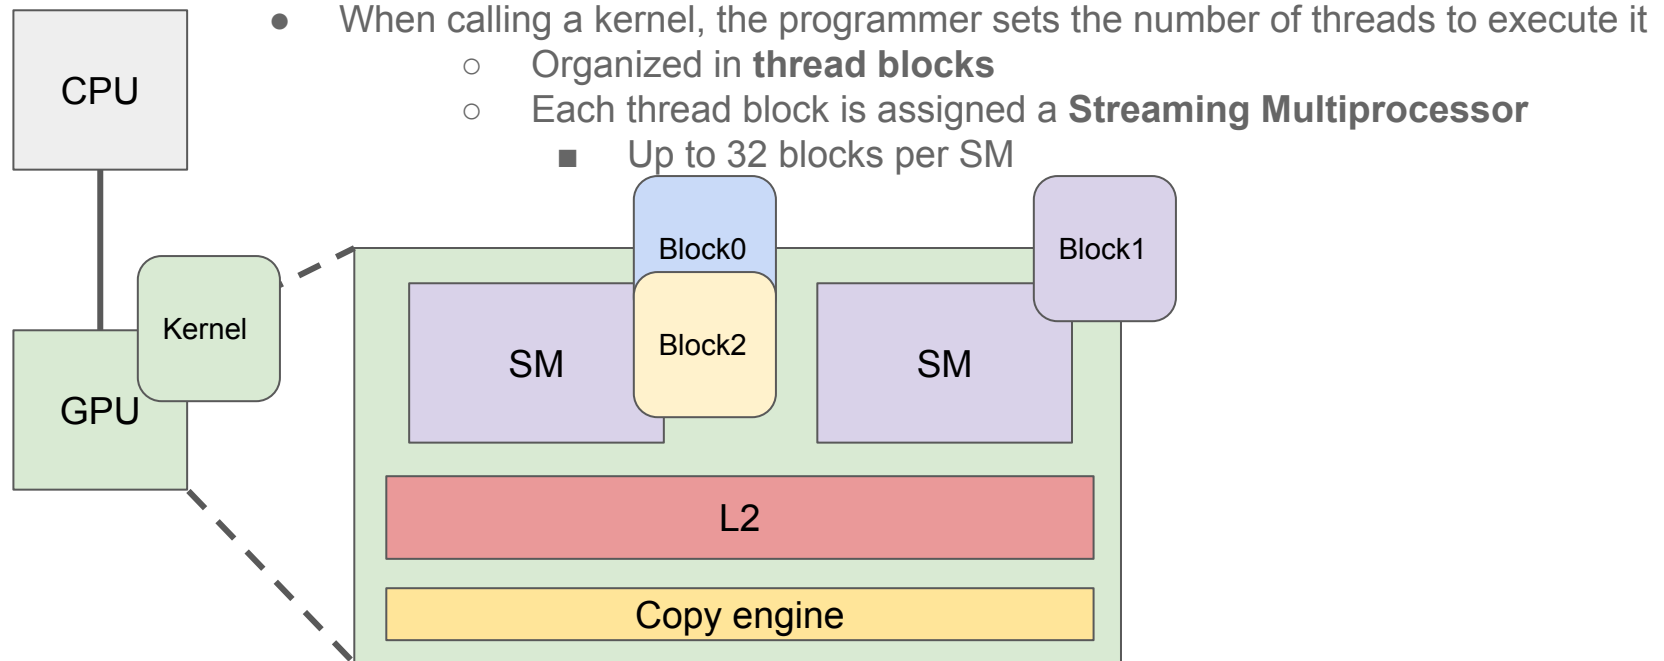 ● When calling a kernel, the programmer sets the number of threads to execute it
○ Organized in thread blocks
○ Each thread block is assigned a Streaming Multiprocessor
■ Up to 32 blocks per SM
CPU
Kernel
GPU
Block0
Block1
Block2
SM
SM
L2
Copy engine